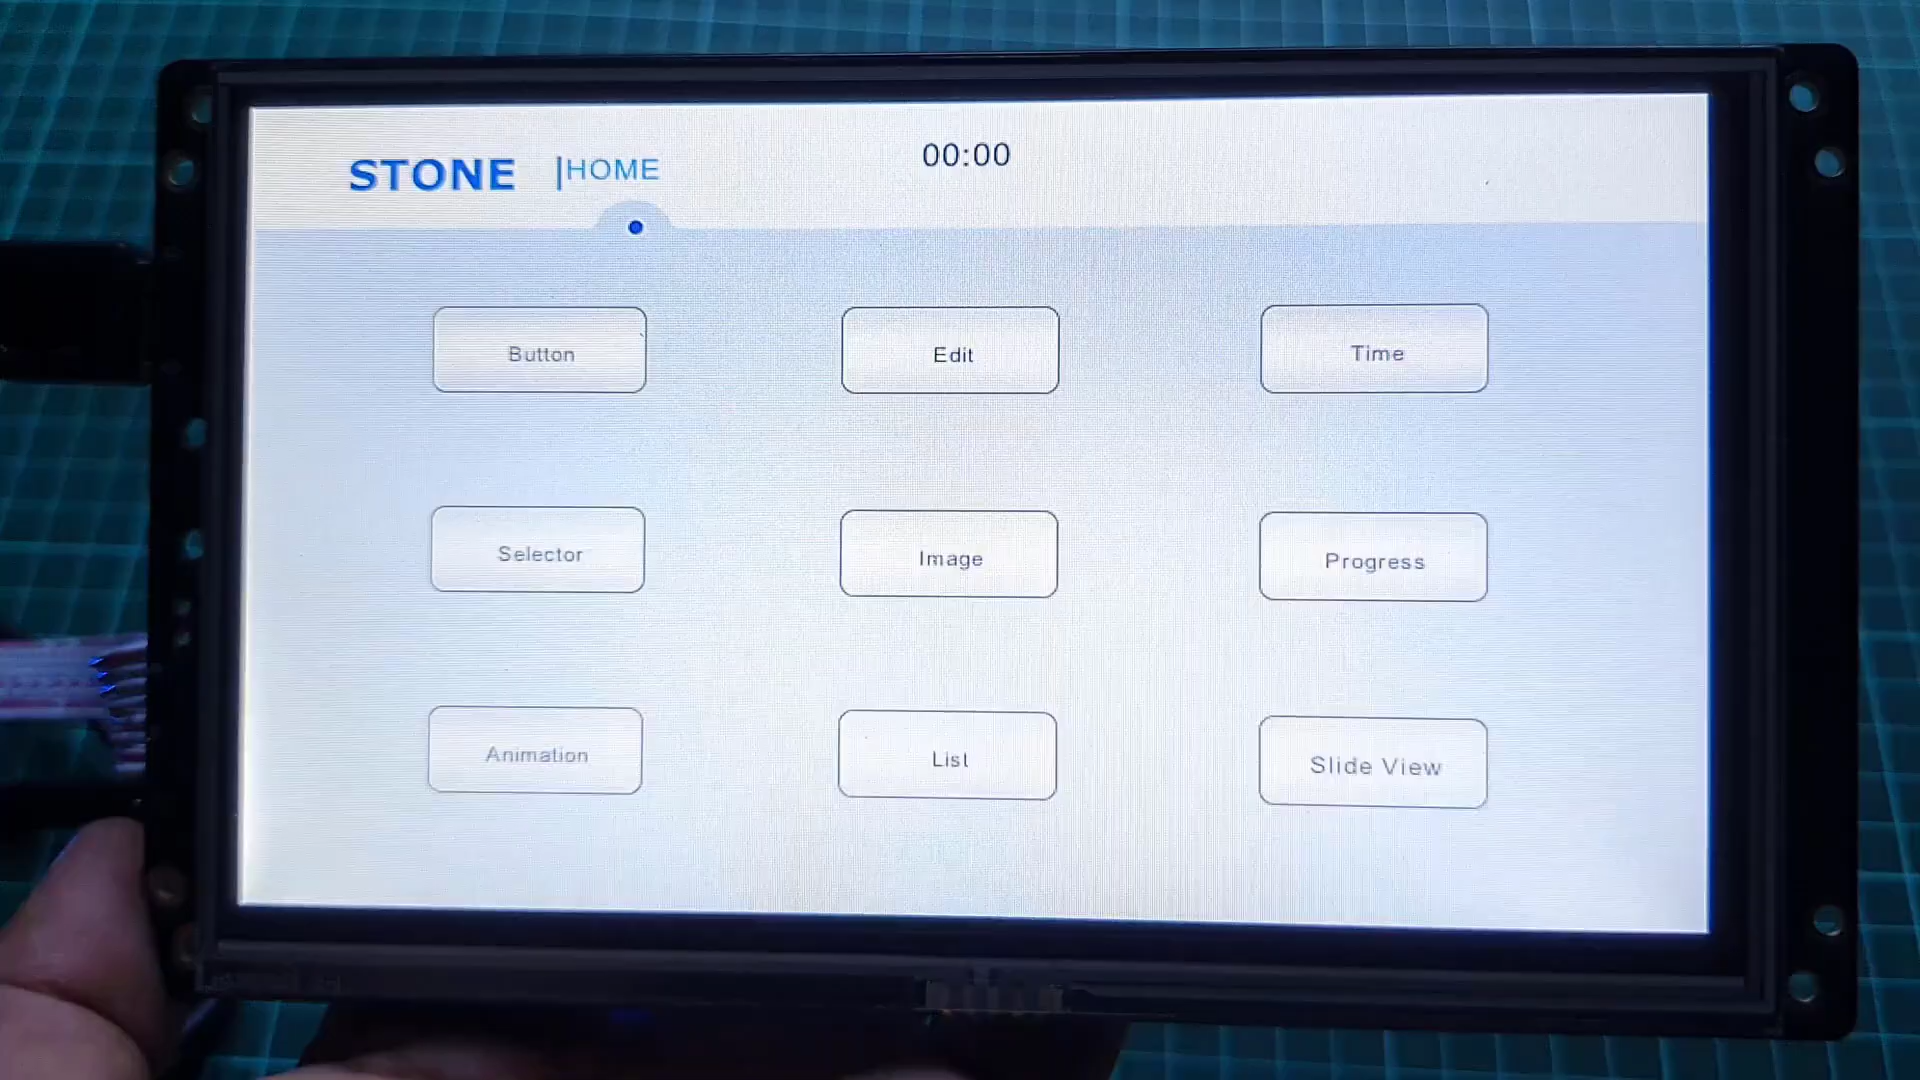 STONE |HOME 00:00
Button Edit Time
Selector Image Progress
Animation List Slide View